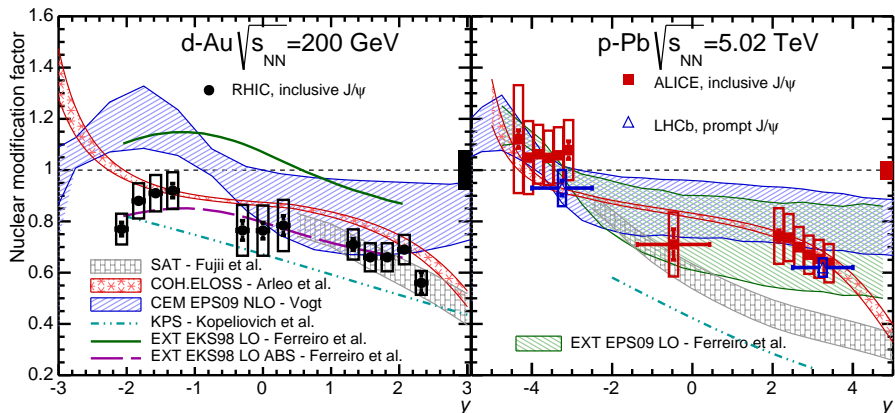 Nuclear modification factor
1.6
1.4
1.2
1
0.8
0.6
0.4
0.2
d-Au √s_NN=200 GeV
RHIC, inclusive J/ψ
SAT - Fujii et al.
COH.ELOSS - Arleo et al.
CEM EPS09 NLO - Vogt
KPS - Kopeliovich et al.
EXT EKS98 LO - Ferreiro et al.
EXT EKS98 LO ABS - Ferreiro et al.
-3 -2 -1 0 1 2 3
y
p-Pb √s_NN=5.02 TeV
ALICE, inclusive J/ψ
LHCb, prompt J/ψ
EXT EPS09 LO - Ferreiro et al.
-4 -2 0 2 4
y